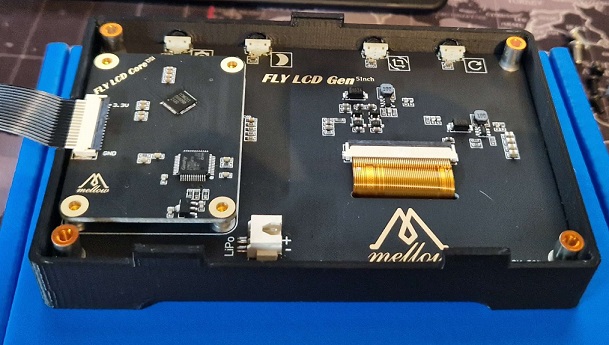 FLY LCD Core
FLY LCD Gen 5Inch
3.3V
GND
mellow
LiPo
+
mellow